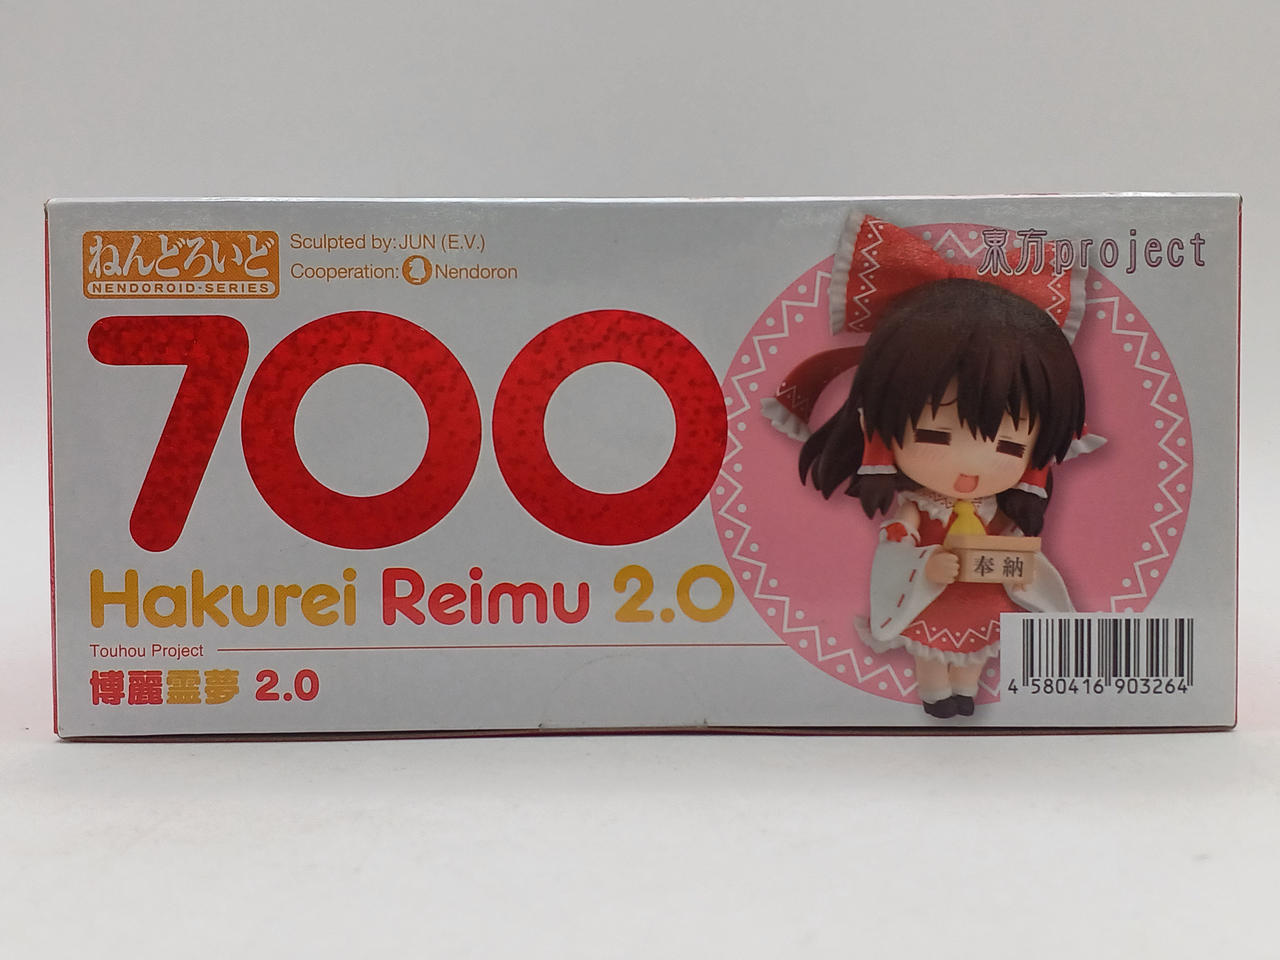 ねんどろいど
NENDOROID-SERIES
Sculpted by:JUN (E.V.)
Cooperation: Nendoron
東方project
700
Hakurei Reimu 2.0
Touhou Project
博麗霊夢 2.0
奉納
4 580416 903264